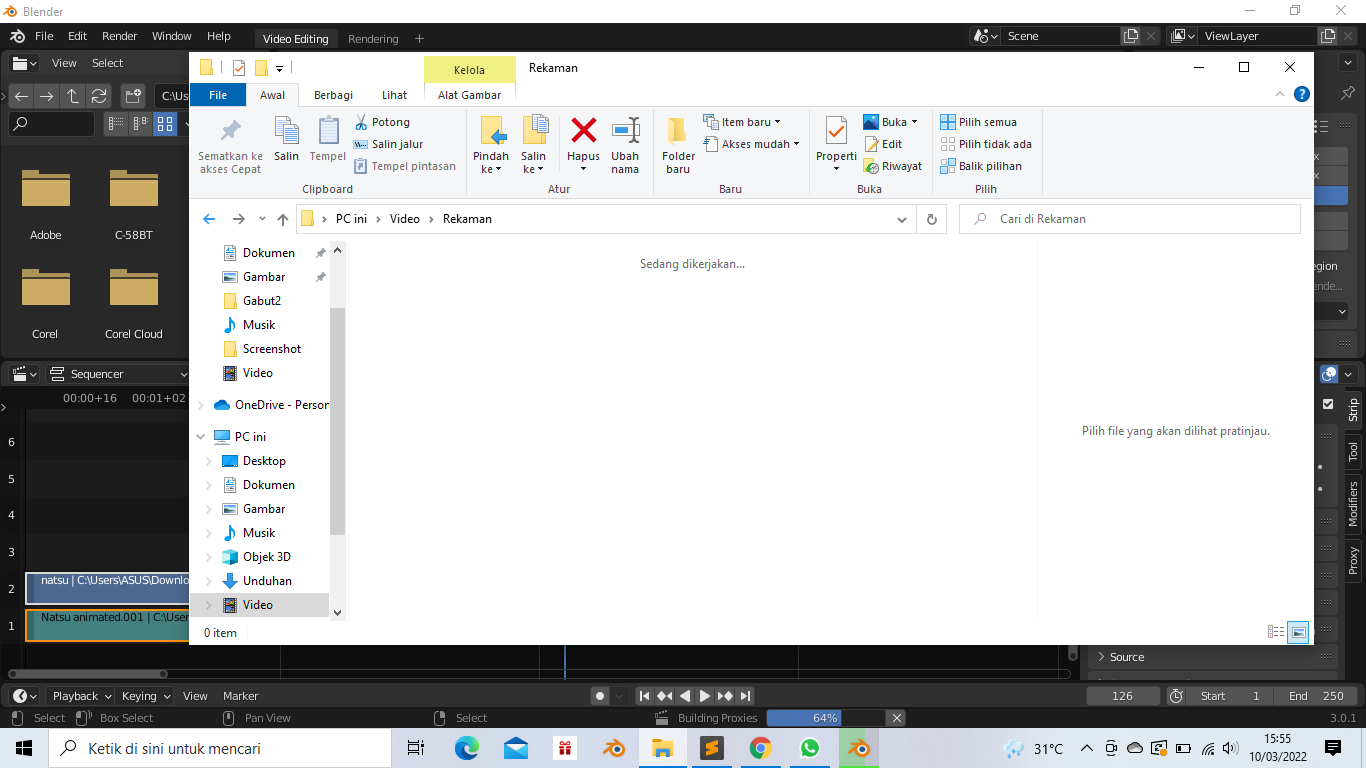 Blender
File Edit Render Window Help Video Editing Rendering + Scene ViewLayer
View Select
C:\Us
Adobe C-58BT
Corel Corel Cloud
Kelola Rekaman
File Awal Berbagi Lihat Alat Gambar
Sematkan ke akses Cepat
Salin
Tempel
Potong
Salin jalur
Tempel pintasan
Clipboard
Pindah ke
Salin ke
Hapus
Ubah nama
Atur
Folder baru
Item baru
Akses mudah
Baru
Properti
Buka
Edit
Riwayat
Buka
Pilih semua
Pilih tidak ada
Balik pilihan
Pilih
PC ini Video Rekaman
Cari di Rekaman
Dokumen
Gambar
Gabut2
Musik
Screenshot
Video
OneDrive - Person
PC ini
Desktop
Dokumen
Gambar
Musik
Objek 3D
Unduhan
Video
Sedang dikerjakan...
Pilih file yang akan dilihat pratinjau.
0 item
x
x
egion
ende...
Sequencer
00:00+16 00:01+02
6
5
4
3
2 natsu | C:\Users\ASUS\Downlo
1 Natsu animated.001 | C:\User
Strip
Tool
Modifiers
Proxy
Source
Playback Keying View Marker 126 Start 1 End 250
Select Box Select Pan View Select Building Proxies 64% 3.0.1
Ketik di sini untuk mencari
31°C
15:55
10/03/2022